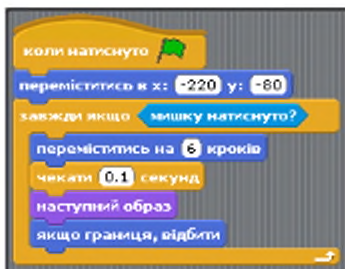 коли натиснуто
переміститись в x: -220 y: -80
завжди якщо мишку натиснуто?
переміститись на 6 кроків
чекати 0.1 секунд
наступний образ
якщо границя, відбити